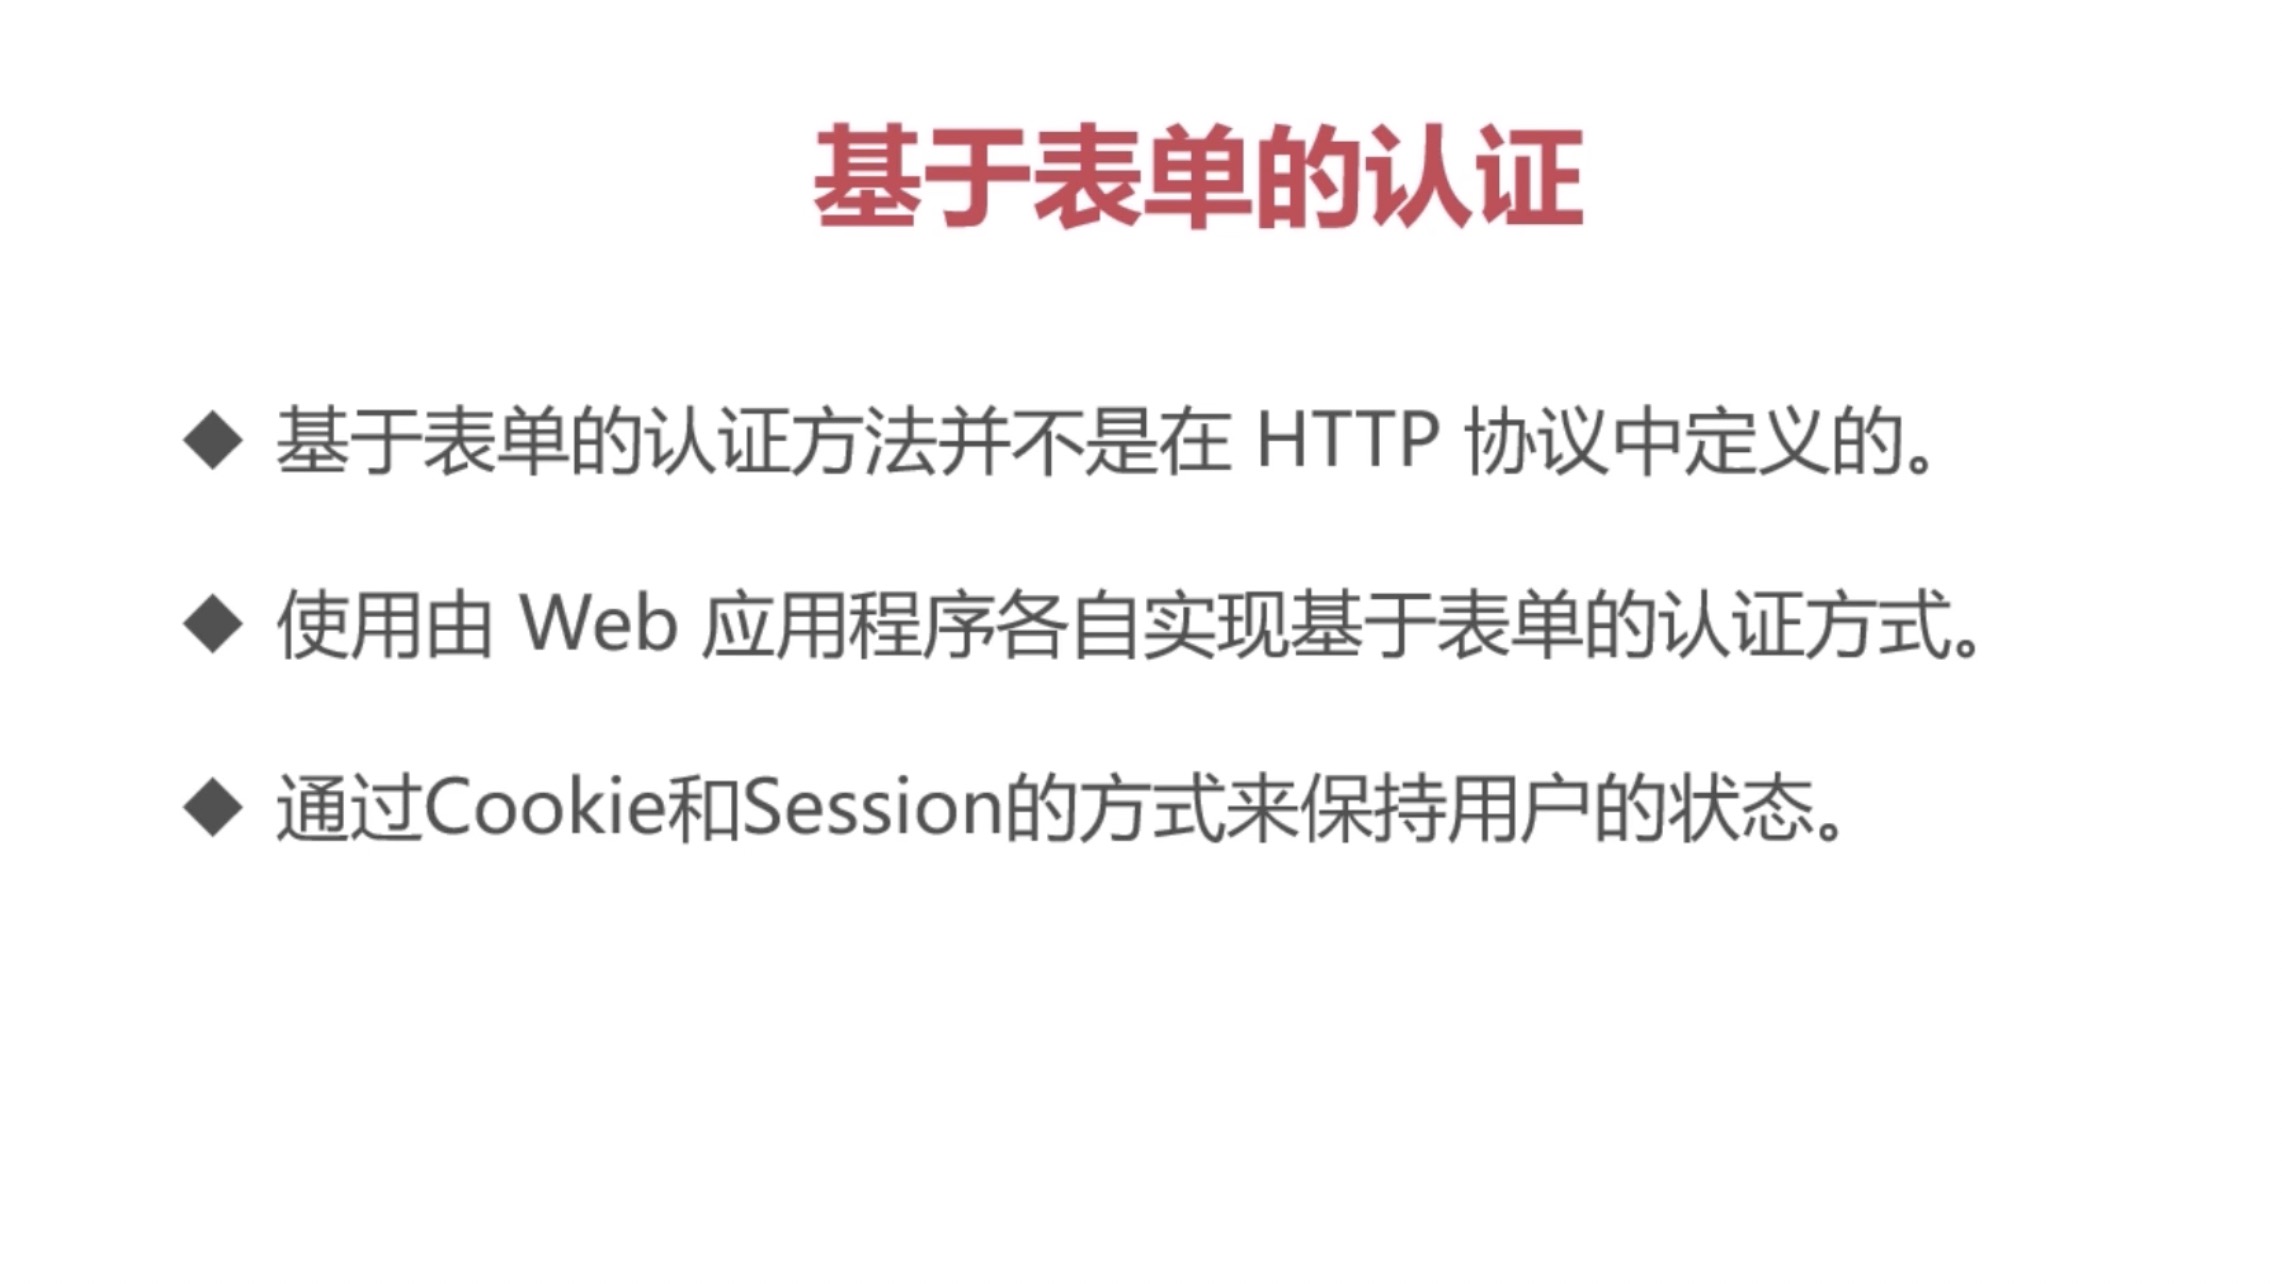 基于表单的认证
◆ 基于表单的认证方法并不是在 HTTP 协议中定义的。
◆ 使用由 Web 应用程序各自实现基于表单的认证方式。
◆ 通过Cookie和Session的方式来保持用户的状态。